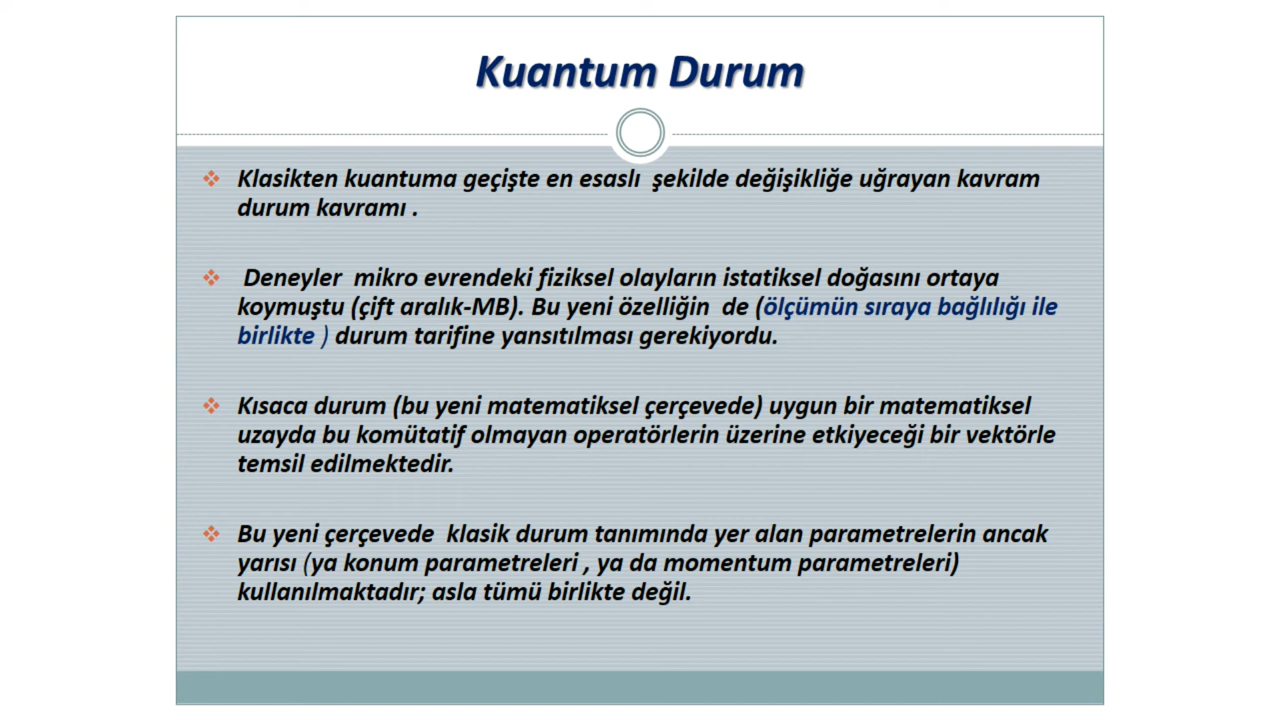 Kuantum Durum
Klasikten kuantuma geçişte en esaslı şekilde değişikliğe uğrayan kavram
durum kavramı .
Deneyler mikro evrendeki fiziksel olayların istatiksel doğasını ortaya
koymuştu (çift aralık-MB). Bu yeni özelliğin de (ölçümün sıraya bağlılığı ile
birlikte ) durum tarifine yansıtılması gerekiyordu.
Kısaca durum (bu yeni matematiksel çerçevede) uygun bir matematiksel
uzayda bu komütatif olmayan operatörlerin üzerine etkiyeceği bir vektörle
temsil edilmektedir.
Bu yeni çerçevede klasik durum tanımında yer alan parametrelerin ancak
yarısı (ya konum parametreleri , ya da momentum parametreleri)
kullanılmaktadır; asla tümü birlikte değil.